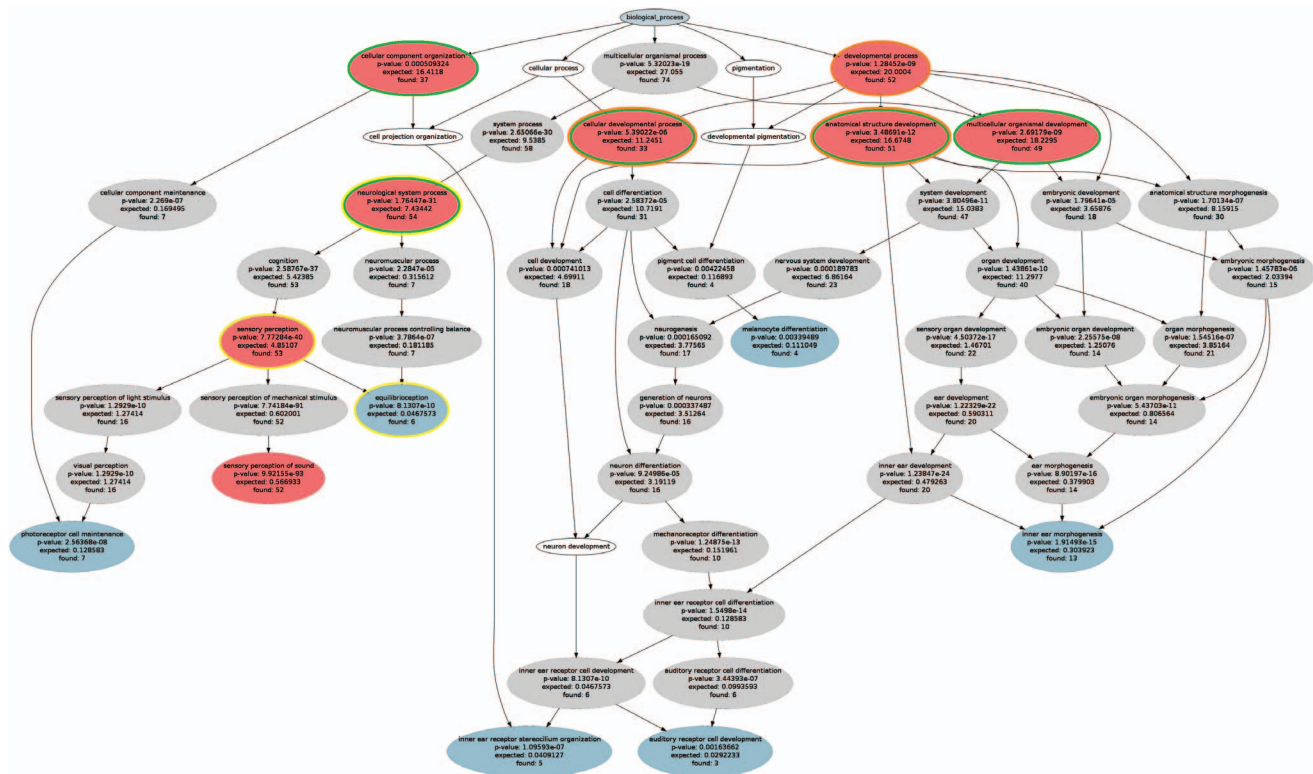 biological_process
cellular component organization
p-value: 0.000509324
expected: 16.4118
found: 37
cellular process
multicellular organismal process
p-value: 5.32023e-19
expected: 27.055
found: 74
pigmentation
developmental process
p-value: 1.28452e-09
expected: 20.0004
found: 52
cell projection organization
system process
p-value: 2.65066e-30
expected: 9.5385
found: 58
cellular developmental process
p-value: 5.39022e-06
expected: 11.2451
found: 33
developmental pigmentation
anatomical structure development
p-value: 3.48691e-12
expected: 16.6748
found: 51
multicellular organismal development
p-value: 2.69179e-09
expected: 18.2295
found: 49
cellular component maintenance
p-value: 2.269e-07
expected: 0.169495
found: 7
neurological system process
p-value: 1.76447e-31
expected: 7.43442
found: 54
cell differentiation
p-value: 2.58372e-05
expected: 10.7191
found: 31
system development
p-value: 3.80496e-11
expected: 15.0383
found: 47
embryonic development
p-value: 1.79641e-05
expected: 3.65876
found: 18
anatomical structure morphogenesis
p-value: 1.70134e-07
expected: 8.15915
found: 30
cognition
p-value: 2.58767e-37
expected: 5.42385
found: 53
neuromuscular process
p-value: 2.2847e-05
expected: 0.315612
found: 7
cell development
p-value: 0.000741013
expected: 4.69911
found: 18
pigment cell differentiation
p-value: 0.00422458
expected: 0.116893
found: 4
nervous system development
p-value: 0.000189783
expected: 6.86164
found: 23
organ development
p-value: 1.43861e-10
expected: 11.2977
found: 40
embryonic morphogenesis
p-value: 1.45783e-06
expected: 2.03394
found: 15
sensory perception
p-value: 7.77284e-40
expected: 4.85107
found: 53
neuromuscular process controlling balance
p-value: 3.7864e-07
expected: 0.181185
found: 7
neurogenesis
p-value: 0.000165092
expected: 3.77565
found: 17
melanocyte differentiation
p-value: 0.00339489
expected: 0.111049
found: 4
sensory organ development
p-value: 4.50372e-17
expected: 1.46701
found: 22
embryonic organ development
p-value: 2.25575e-08
expected: 1.25076
found: 14
organ morphogenesis
p-value: 1.54516e-07
expected: 3.85164
found: 21
sensory perception of light stimulus
p-value: 1.2929e-10
expected: 1.27414
found: 16
sensory perception of mechanical stimulus
p-value: 7.74184e-91
expected: 0.602001
found: 52
equilibrioception
p-value: 8.1307e-10
expected: 0.0467573
found: 6
generation of neurons
p-value: 0.000337487
expected: 3.51264
found: 16
ear development
p-value: 1.22329e-22
expected: 0.590311
found: 20
embryonic organ morphogenesis
p-value: 5.43703e-11
expected: 0.806564
found: 14
visual perception
p-value: 1.2929e-10
expected: 1.27414
found: 16
sensory perception of sound
p-value: 9.92155e-93
expected: 0.566933
found: 52
neuron differentiation
p-value: 9.24986e-05
expected: 3.19119
found: 16
inner ear development
p-value: 1.23847e-24
expected: 0.479263
found: 20
ear morphogenesis
p-value: 8.90197e-16
expected: 0.379903
found: 14
photoreceptor cell maintenance
p-value: 2.56368e-08
expected: 0.128583
found: 7
neuron development
mechanoreceptor differentiation
p-value: 1.24875e-13
expected: 0.151961
found: 10
inner ear morphogenesis
p-value: 1.91493e-15
expected: 0.303923
found: 13
inner ear receptor cell differentiation
p-value: 1.5498e-14
expected: 0.128583
found: 10
inner ear receptor cell development
p-value: 8.1307e-10
expected: 0.0467573
found: 6
auditory receptor cell differentiation
p-value: 3.44393e-07
expected: 0.0993593
found: 6
inner ear receptor stereocilium organization
p-value: 1.09593e-07
expected: 0.0409127
found: 5
auditory receptor cell development
p-value: 0.00163662
expected: 0.0292233
found: 3